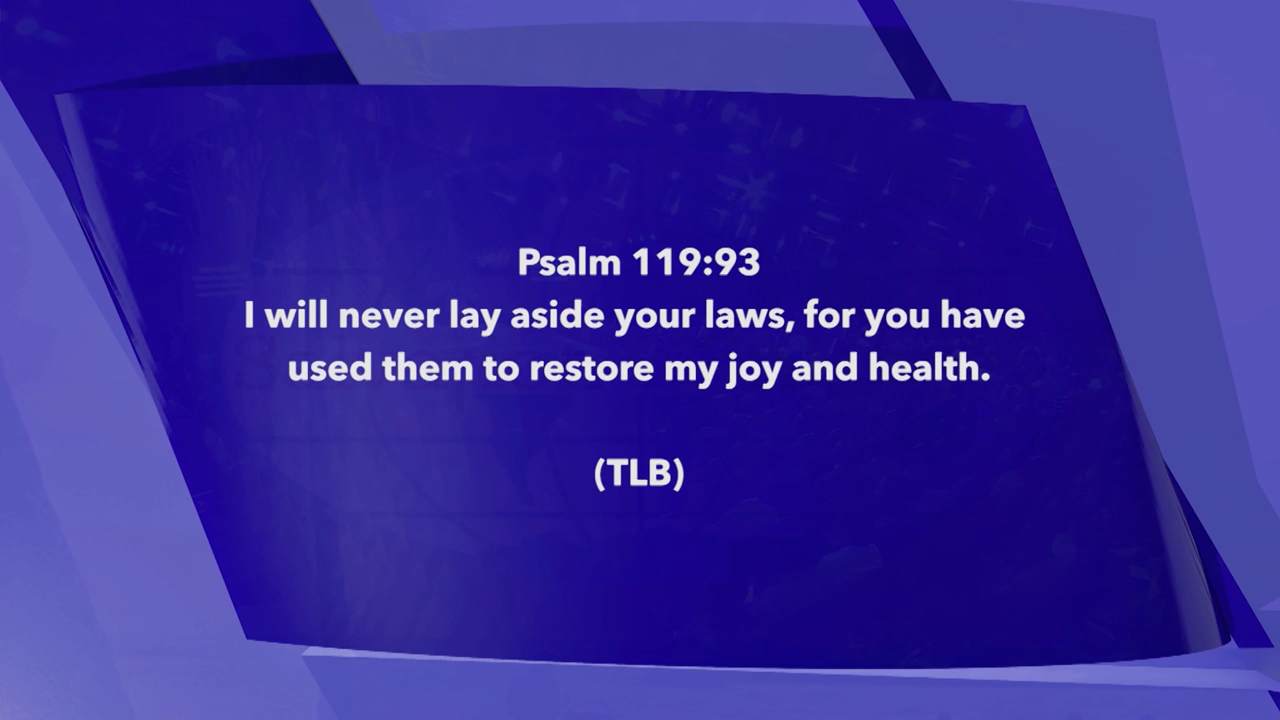 Psalm 119:93
I will never lay aside your laws, for you have
used them to restore my joy and health.
(TLB)